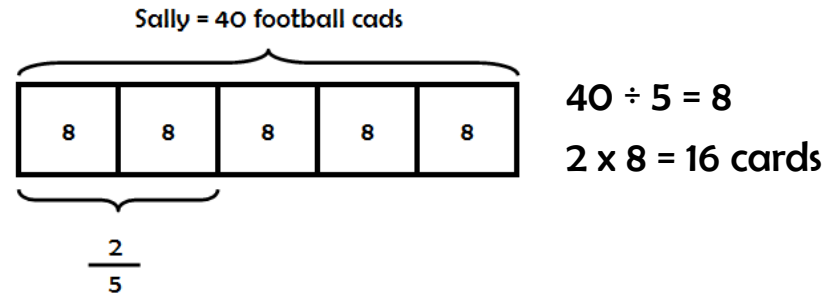 Sally = 40 football cads
8 8 8 8 8
40 ÷ 5 = 8
2 x 8 = 16 cards
2
5